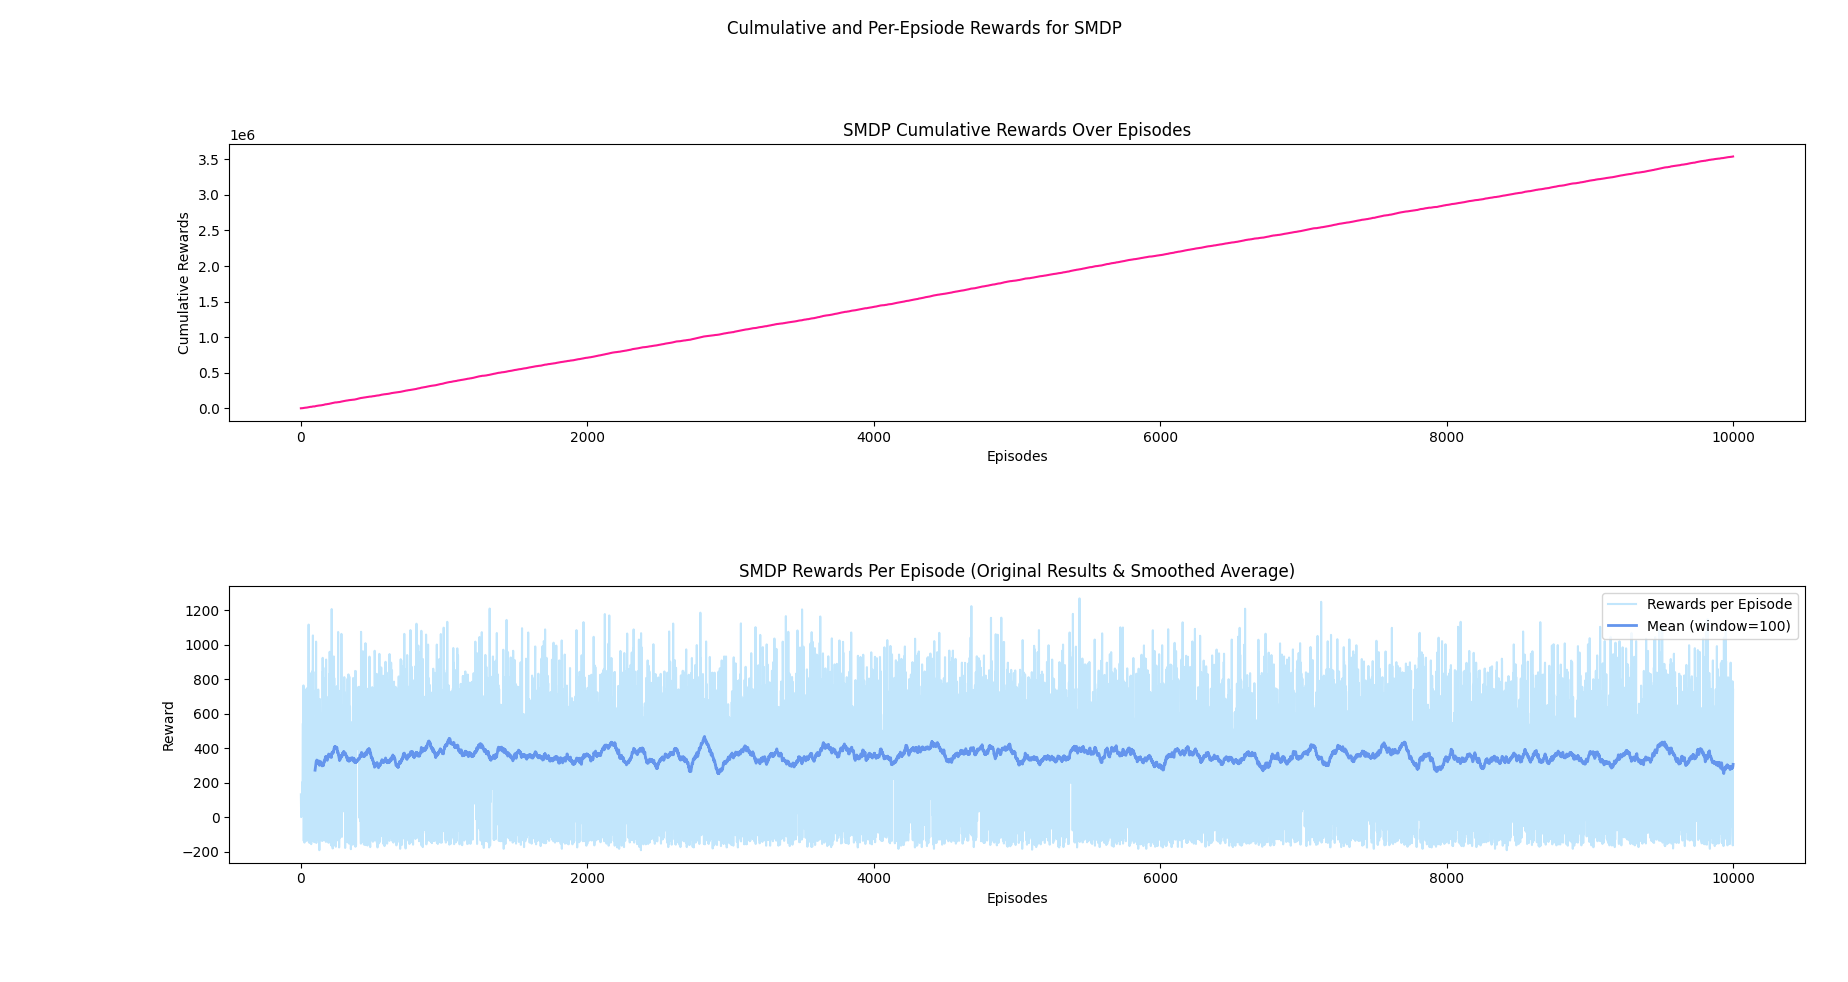 Culmulative and Per-Epsiode Rewards for SMDP
SMDP Cumulative Rewards Over Episodes
1e6
3.5
3.0
2.5
2.0
1.5
1.0
0.5
0.0
Cumulative Rewards
0 2000 4000 6000 8000 10000
Episodes
SMDP Rewards Per Episode (Original Results & Smoothed Average)
Rewards per Episode
Mean (window=100)
1200
1000
800
600
400
200
0
−200
Reward
0 2000 4000 6000 8000 10000
Episodes